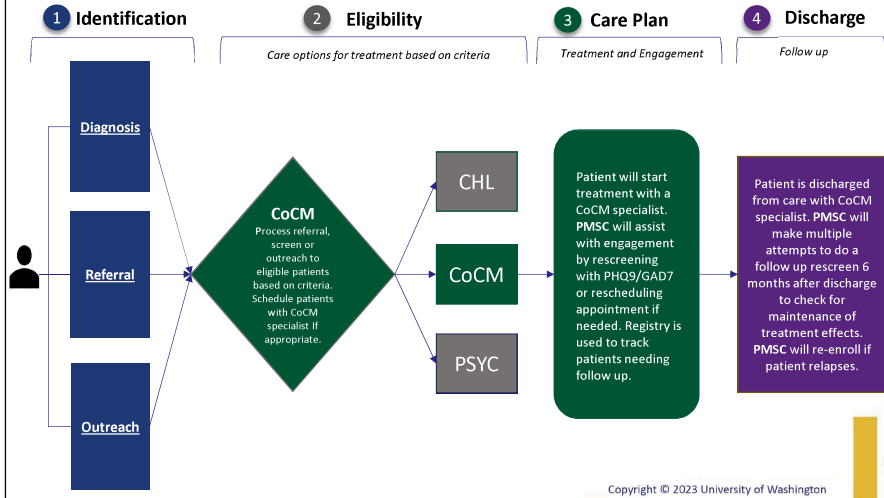 1 Identification
2 Eligibility
3 Care Plan
4 Discharge
Care options for treatment based on criteria
Treatment and Engagement
Follow up
Diagnosis
Referral
Outreach
CoCM
Process referral,
screen or
outreach to
eligible patients
based on criteria.
Schedule patients
with CoCM
specialist If
appropriate.
CHL
CoCM
PSYC
Patient will start
treatment with a
CoCM specialist.
PMSC will assist
with engagement
by rescreening
with PHQ9/GAD7
or rescheduling
appointment if
needed. Registry is
used to track
patients needing
follow up.
Patient is discharged
from care with CoCM
specialist. PMSC will
make multiple
attempts to do a
follow up rescreen 6
months after discharge
to check for
maintenance of
treatment effects.
PMSC will re-enroll if
patient relapses.
Copyright © 2023 University of Washington